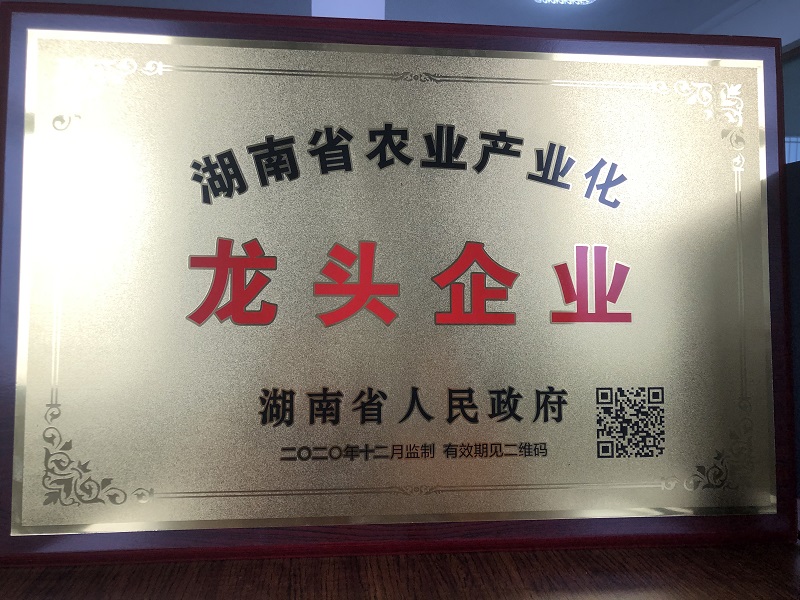 湖南省农业产业化
龙头企业
湖南省人民政府
二〇二〇年十二月监制 有效期见二维码